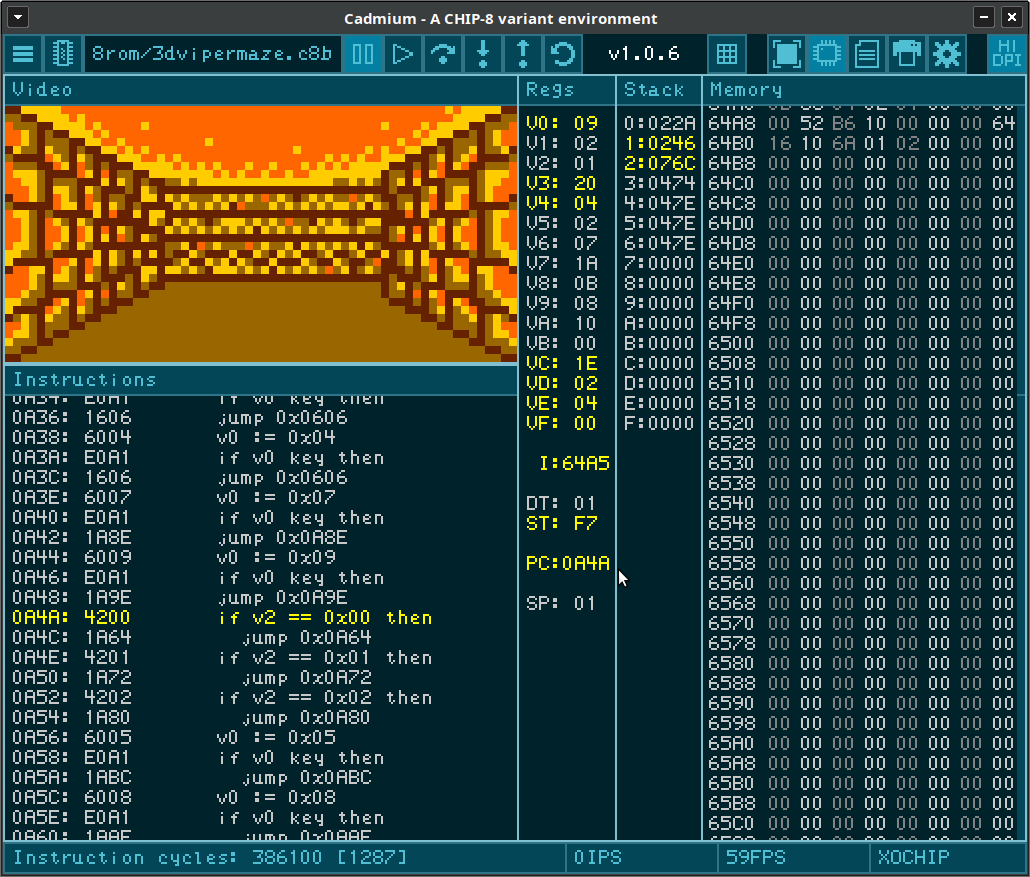 Cadmium - A CHIP-8 variant environment
8rom/3dvipermaze.c8b
v1.0.6
HI DPI
Video
Regs
Stack
Memory
V0: 09
V1: 02
V2: 01
V3: 20
V4: 04
V5: 02
V6: 07
V7: 1A
V8: 0B
V9: 08
VA: 10
VB: 00
VC: 1E
VD: 02
VE: 04
VF: 00
I:64A5
DT: 01
ST: F7
PC:0A4A
SP: 01
0:022A
1:0246
2:076C
3:0474
4:047E
5:047E
6:047E
7:0000
8:0000
9:0000
A:0000
B:0000
C:0000
D:0000
E:0000
F:0000
64A8 00 52 B6 10 00 00 00 64
64B0 16 10 6A 01 02 00 00 00
64B8 00 00 00 00 00 00 00 00
64C0 00 00 00 00 00 00 00 00
64C8 00 00 00 00 00 00 00 00
64D0 00 00 00 00 00 00 00 00
64D8 00 00 00 00 00 00 00 00
64E0 00 00 00 00 00 00 00 00
64E8 00 00 00 00 00 00 00 00
64F0 00 00 00 00 00 00 00 00
64F8 00 00 00 00 00 00 00 00
6500 00 00 00 00 00 00 00 00
6508 00 00 00 00 00 00 00 00
6510 00 00 00 00 00 00 00 00
6518 00 00 00 00 00 00 00 00
6520 00 00 00 00 00 00 00 00
6528 00 00 00 00 00 00 00 00
6530 00 00 00 00 00 00 00 00
6538 00 00 00 00 00 00 00 00
6540 00 00 00 00 00 00 00 00
6548 00 00 00 00 00 00 00 00
6550 00 00 00 00 00 00 00 00
6558 00 00 00 00 00 00 00 00
6560 00 00 00 00 00 00 00 00
6568 00 00 00 00 00 00 00 00
6570 00 00 00 00 00 00 00 00
6578 00 00 00 00 00 00 00 00
6580 00 00 00 00 00 00 00 00
6588 00 00 00 00 00 00 00 00
6590 00 00 00 00 00 00 00 00
6598 00 00 00 00 00 00 00 00
65A0 00 00 00 00 00 00 00 00
65A8 00 00 00 00 00 00 00 00
65B0 00 00 00 00 00 00 00 00
65B8 00 00 00 00 00 00 00 00
65C0 00 00 00 00 00 00 00 00
Instructions
0A34: E0A1 if v0 key then
0A36: 1606 jump 0x0606
0A38: 6004 v0 := 0x04
0A3A: E0A1 if v0 key then
0A3C: 1606 jump 0x0606
0A3E: 6007 v0 := 0x07
0A40: E0A1 if v0 key then
0A42: 1A8E jump 0x0A8E
0A44: 6009 v0 := 0x09
0A46: E0A1 if v0 key then
0A48: 1A9E jump 0x0A9E
0A4A: 4200 if v2 == 0x00 then
0A4C: 1A64 jump 0x0A64
0A4E: 4201 if v2 == 0x01 then
0A50: 1A72 jump 0x0A72
0A52: 4202 if v2 == 0x02 then
0A54: 1A80 jump 0x0A80
0A56: 6005 v0 := 0x05
0A58: E0A1 if v0 key then
0A5A: 1ABC jump 0x0ABC
0A5C: 6008 v0 := 0x08
0A5E: E0A1 if v0 key then
0A60: 1AAE jump 0x0AAE
Instruction cycles: 386100 [1287]
0IPS
59FPS
XOCHIP